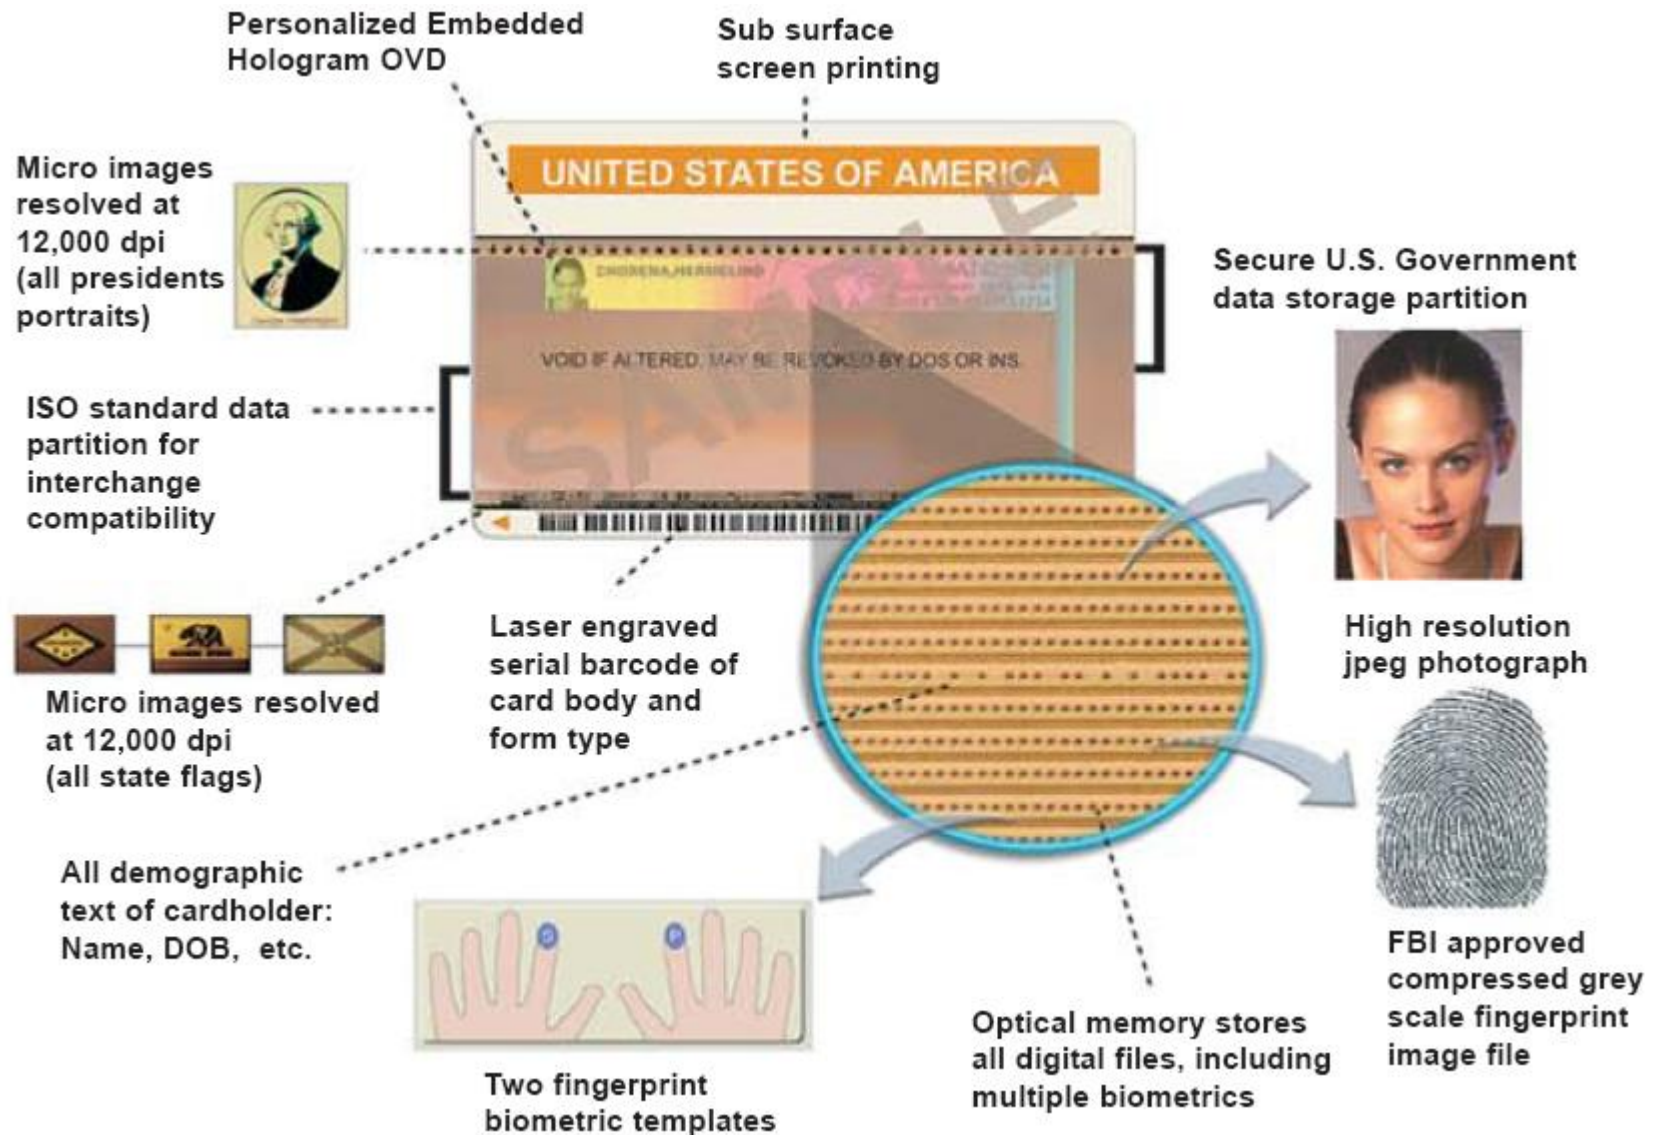 Personalized Embedded
Hologram OVD
Sub surface
screen printing
Micro images
resolved at
12,000 dpi
(all presidents
portraits)
UNITED STATES OF AMERICA
SAMPLE
VOID IF ALTERED. MAY BE REVOKED BY DOS OR INS.
Secure U.S. Government
data storage partition
ISO standard data
partition for
interchange
compatibility
Micro images resolved
at 12,000 dpi
(all state flags)
Laser engraved
serial barcode of
card body and
form type
High resolution
jpeg photograph
All demographic
text of cardholder:
Name, DOB, etc.
S P
Two fingerprint
biometric templates
Optical memory stores
all digital files, including
multiple biometrics
FBI approved
compressed grey
scale fingerprint
image file